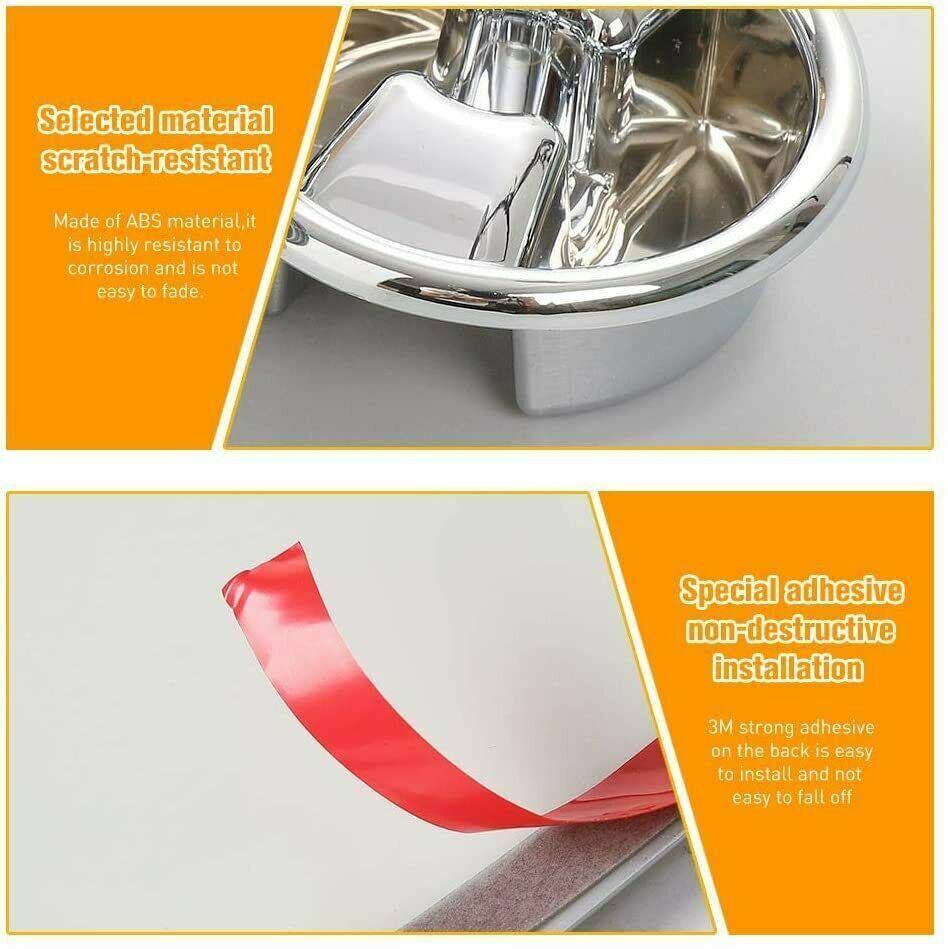 Selected material
scratch-resistant
Made of ABS material,it
is highly resistant to
corrosion and is not
easy to fade.
Special adhesive
non-destructive
installation
3M strong adhesive
on the back is easy
to install and not
easy to fall off